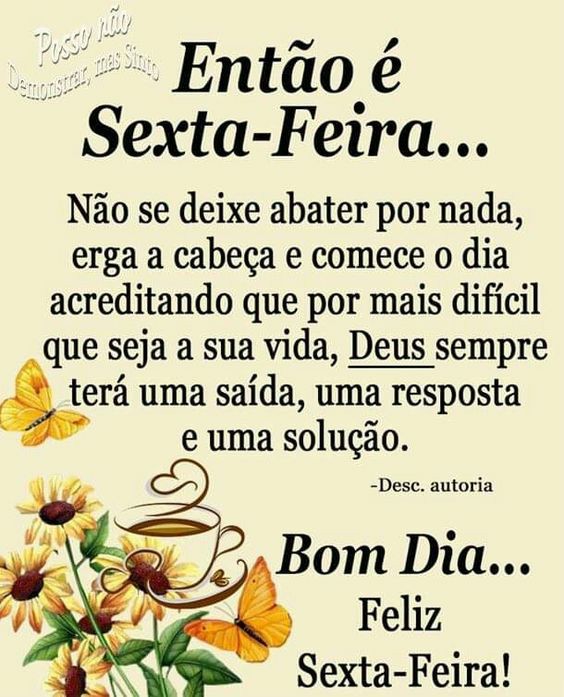 Posso não
Demonstrar, mas Sinto
Então é
Sexta-Feira...
Não se deixe abater por nada,
erga a cabeça e comece o dia
acreditando que por mais difícil
que seja a sua vida, Deus sempre
terá uma saída, uma resposta
e uma solução.
-Desc. autoria
Bom Dia...
Feliz
Sexta-Feira!